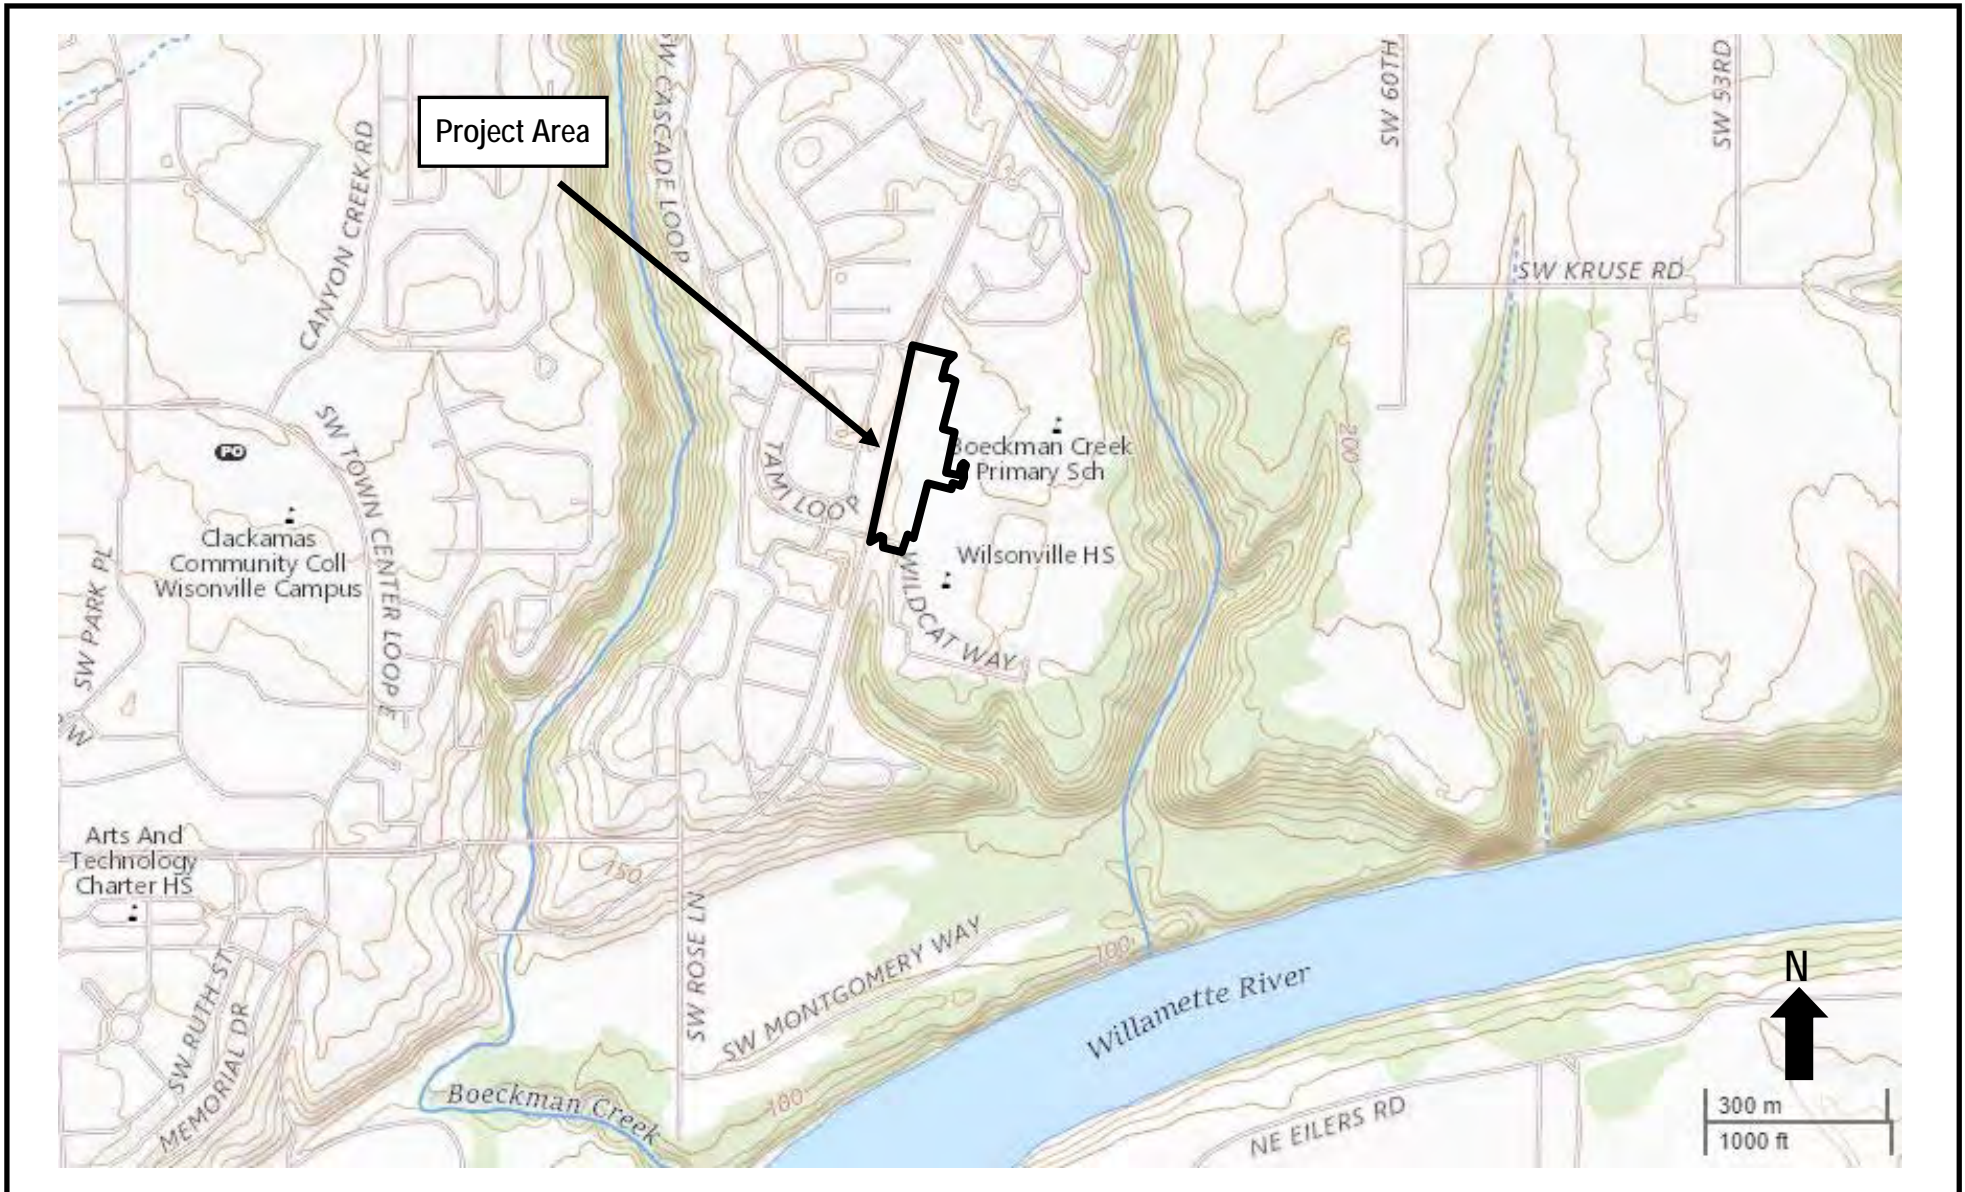 SW CASCADE LOOP
SW 60TH
SW 53RD
Project Area
CANYON CREEK RD
SW KRUSE RD
PO
SW TOWN CENTER LOOP E
TAMI LOOP
Boeckman Creek
Primary Sch
200
Clackamas
Community Coll
Wisonville Campus
Wilsonville HS
SW PARK PL
WILDCAT WAY
SW
Arts And
Technology
Charter HS
150
SW ROSE LN
SW MONTGOMERY WAY
100
SW RUTH ST
MEMORIAL DR
Willamette River
N
Boeckman Creek
100
NE EILERS RD
300 m
1000 ft